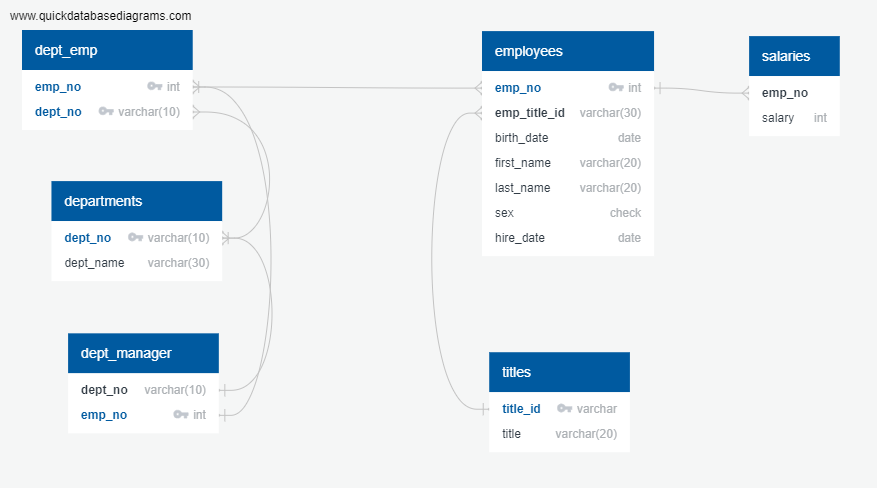 www.quickdatabasediagrams.com
dept_emp
emp_no int
dept_no varchar(10)
departments
dept_no varchar(10)
dept_name varchar(30)
dept_manager
dept_no varchar(10)
emp_no int
employees
emp_no int
emp_title_id varchar(30)
birth_date date
first_name varchar(20)
last_name varchar(20)
sex check
hire_date date
titles
title_id varchar
title varchar(20)
salaries
emp_no
salary int